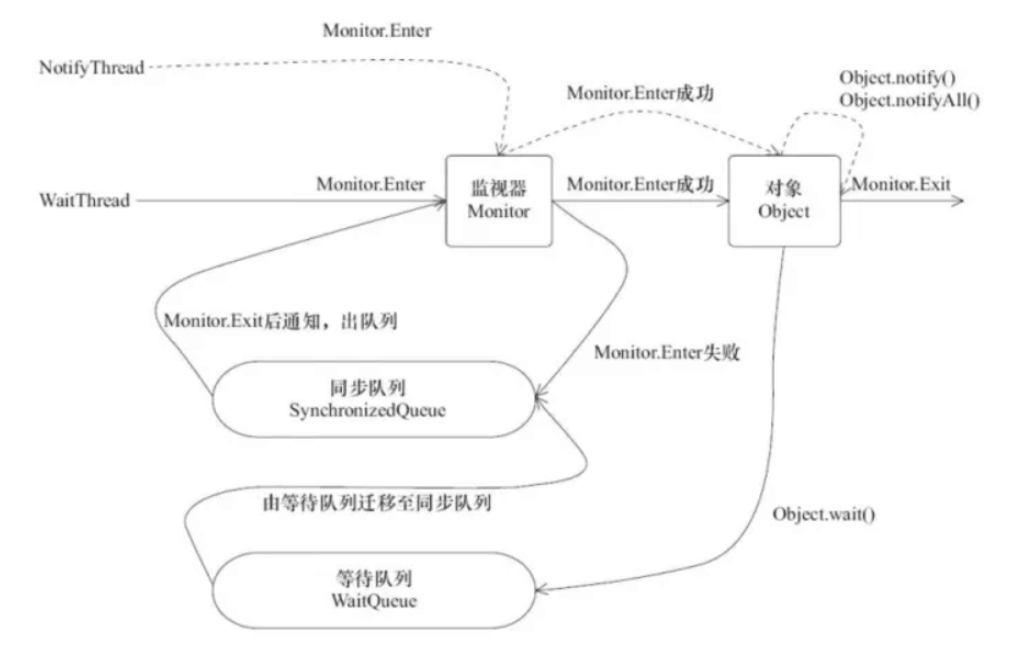 Monitor.Enter
NotifyThread
Object.notify()
Monitor.Enter成功
Object.notifyAll()
WaitThread
Monitor.Enter
监视器
Monitor
Monitor.Enter成功
对象
Object
Monitor.Exit
Monitor.Exit后通知，出队列
Monitor.Enter失败
同步队列
SynchronizedQueue
由等待队列迁移至同步队列
Object.wait()
等待队列
WaitQueue